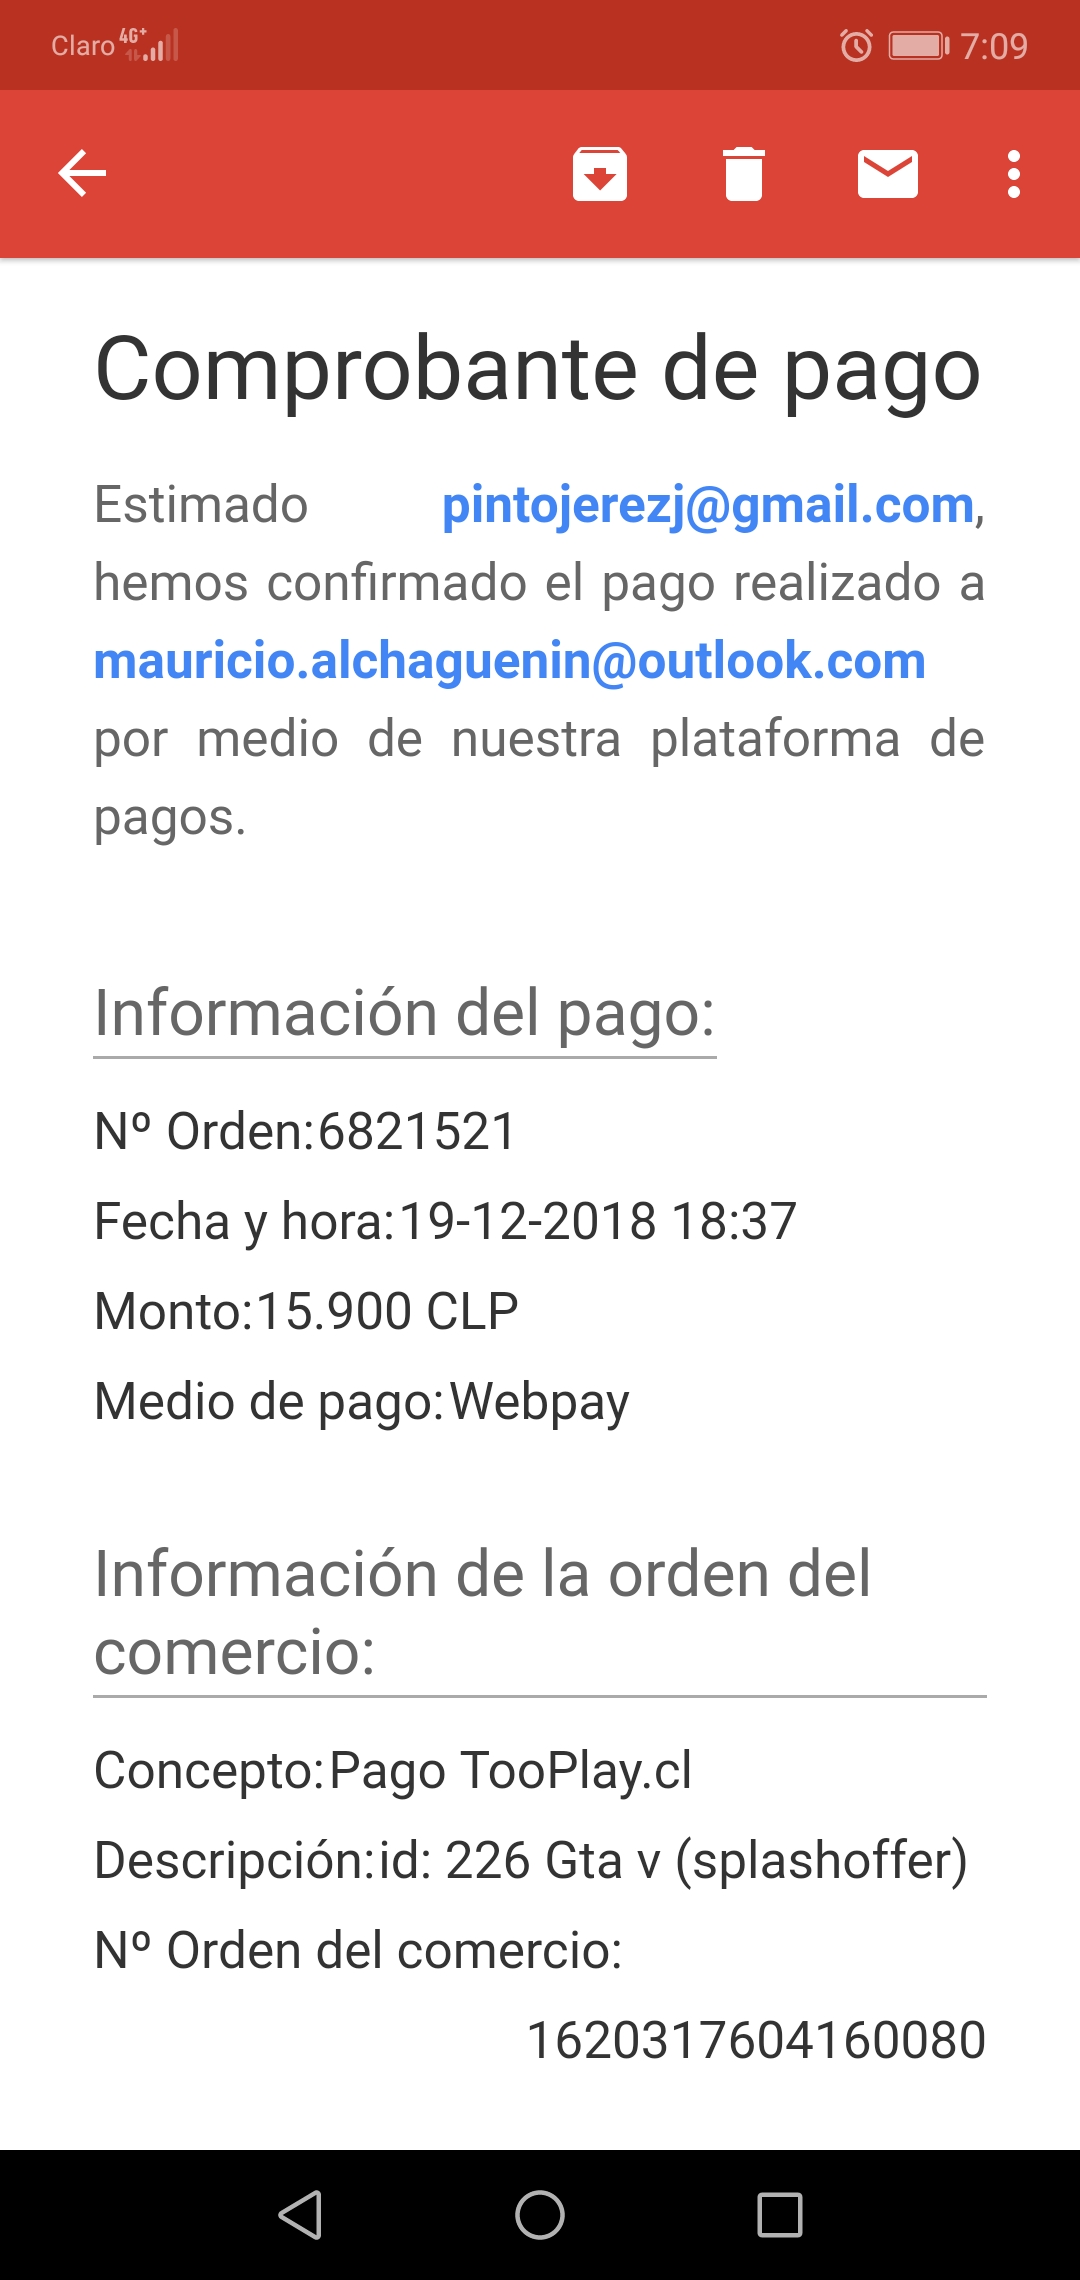 Claro 4G+ 7:09
Comprobante de pago
Estimado pintojerezj@gmail.com,
hemos confirmado el pago realizado a
mauricio.alchaguenin@outlook.com
por medio de nuestra plataforma de
pagos.
Información del pago:
Nº Orden:6821521
Fecha y hora:19-12-2018 18:37
Monto:15.900 CLP
Medio de pago:Webpay
Información de la orden del
comercio:
Concepto:Pago TooPlay.cl
Descripción:id: 226 Gta v (splashoffer)
Nº Orden del comercio:
1620317604160080